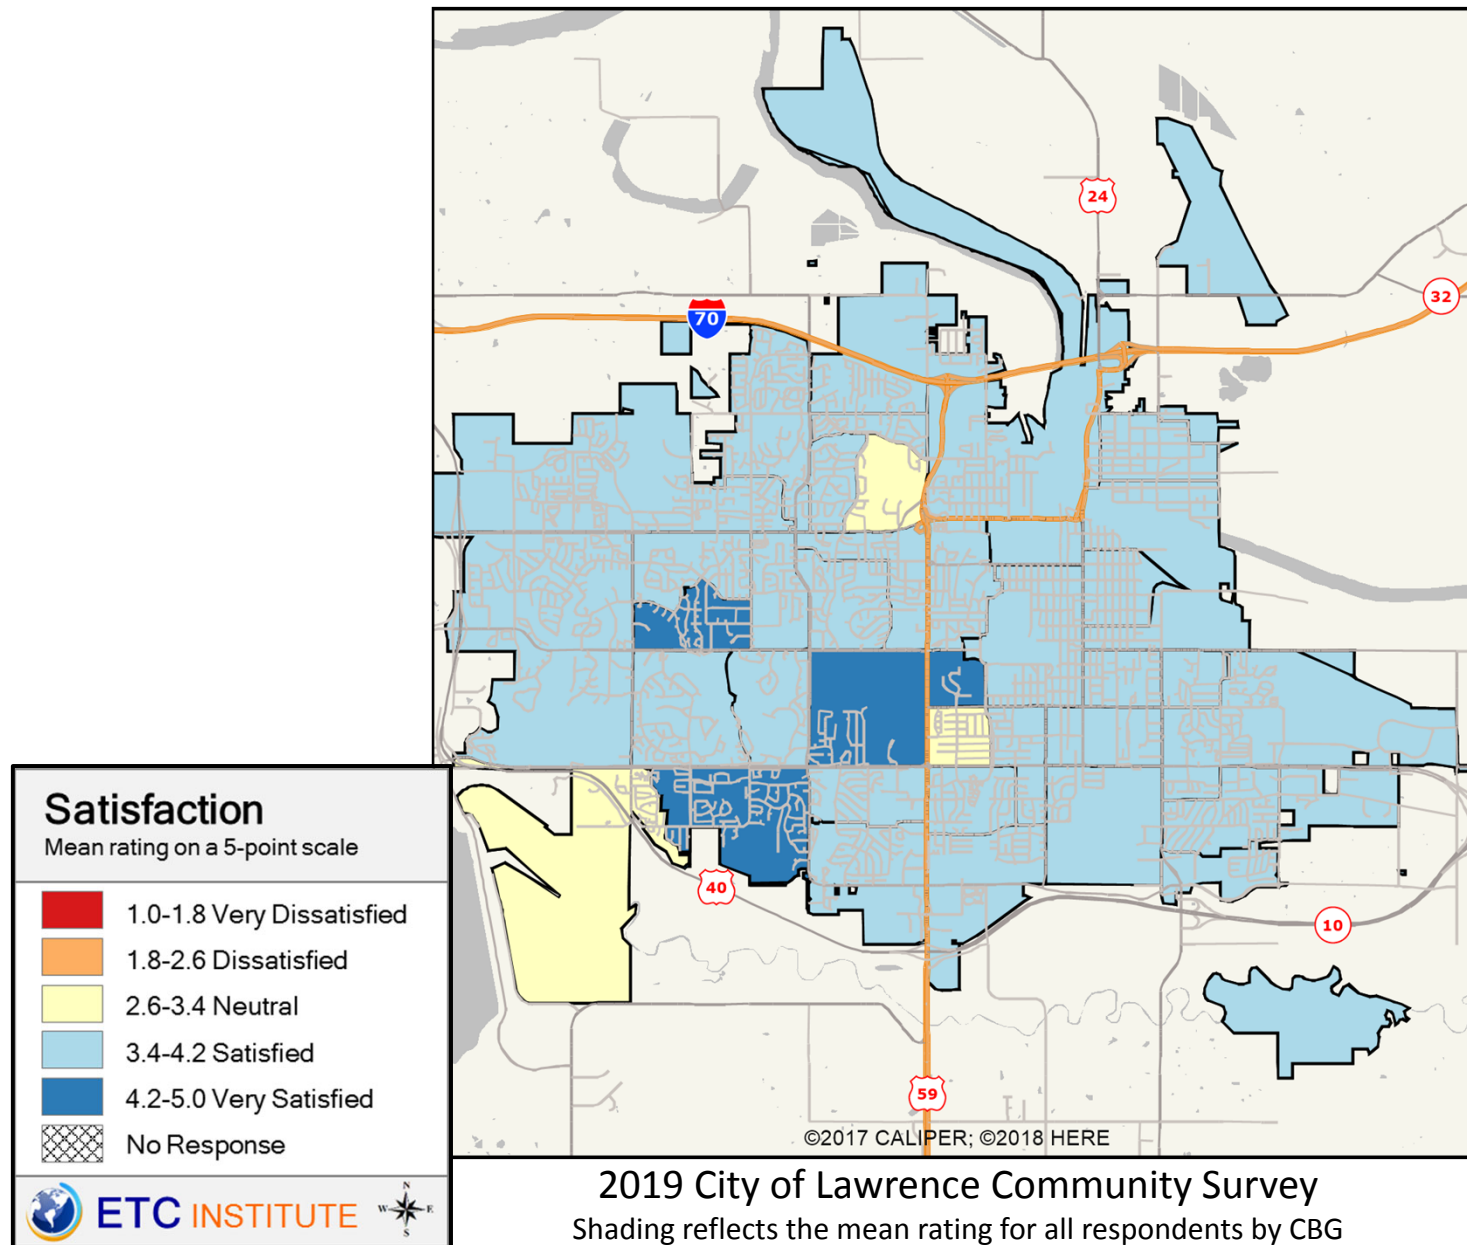 24
32
70
40
10
59
©2017 CALIPER; ©2018 HERE
Satisfaction
Mean rating on a 5-point scale
1.0-1.8 Very Dissatisfied
1.8-2.6 Dissatisfied
2.6-3.4 Neutral
3.4-4.2 Satisfied
4.2-5.0 Very Satisfied
No Response
ETC INSTITUTE
N
W E
S
2019 City of Lawrence Community Survey
Shading reflects the mean rating for all respondents by CBG